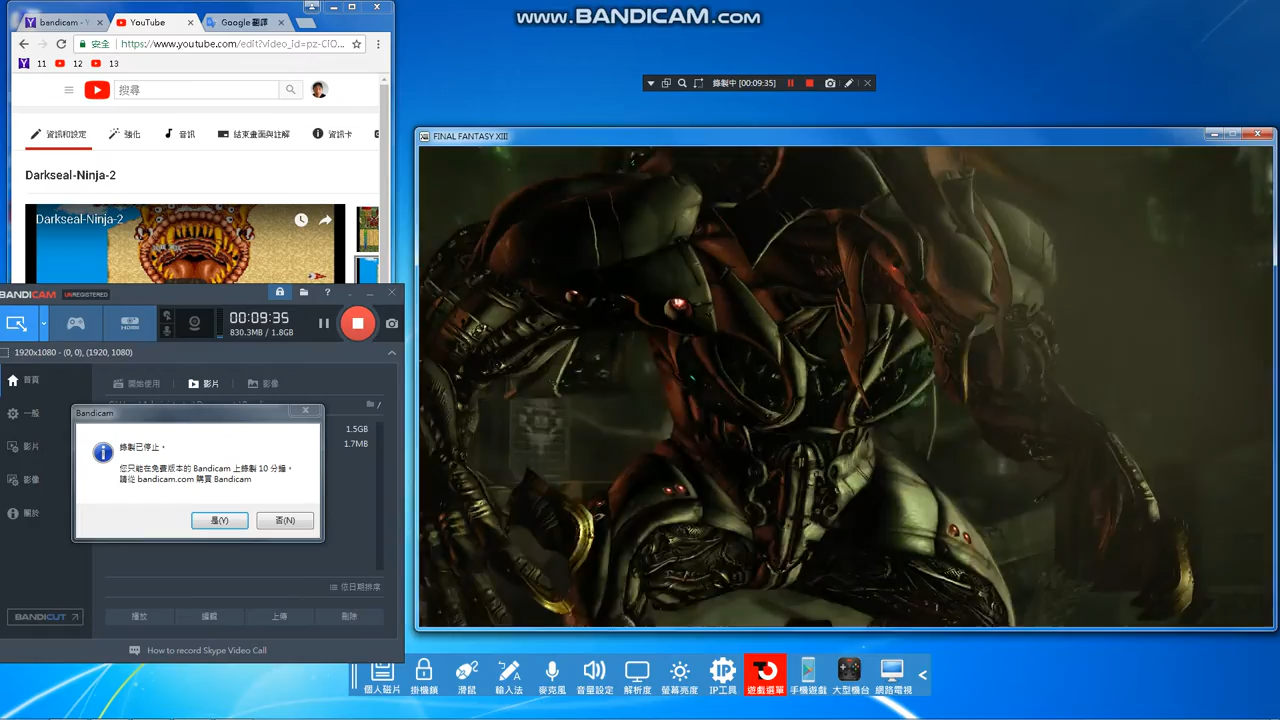 www.BANDICAM.com
bandicam - Y
YouTube
Google 翻譯
安全
https://www.youtube.com/edit?video_id=pz-CiO...
11
12
13
搜尋
資訊和設定
強化
音訊
結束畫面與註解
資訊卡
Darkseal-Ninja-2
Darkseal-Ninja-2
錄製中 [00:09:35]
FINAL FANTASY XIII
BANDICAM
UNREGISTERED
HDMI
00:09:35
830.3MB / 1.8GB
1920x1080 - (0, 0), (1920, 1080)
首頁
一般
影片
影像
關於
開始使用
影片
影像
1.5GB
1.7MB
Bandicam
錄製已停止。
您只能在免費版本的 Bandicam 上錄製 10 分鐘。
請從 bandicam.com 購買 Bandicam
是(Y)
否(N)
依日期排序
播放
編輯
上傳
刪除
BANDICUT
How to record Skype Video Call
個人磁片
掛機鎖
滑鼠
輸入法
麥克風
音量設定
解析度
螢幕亮度
IP
IP工具
遊戲選單
手機遊戲
大型機台
網路電視